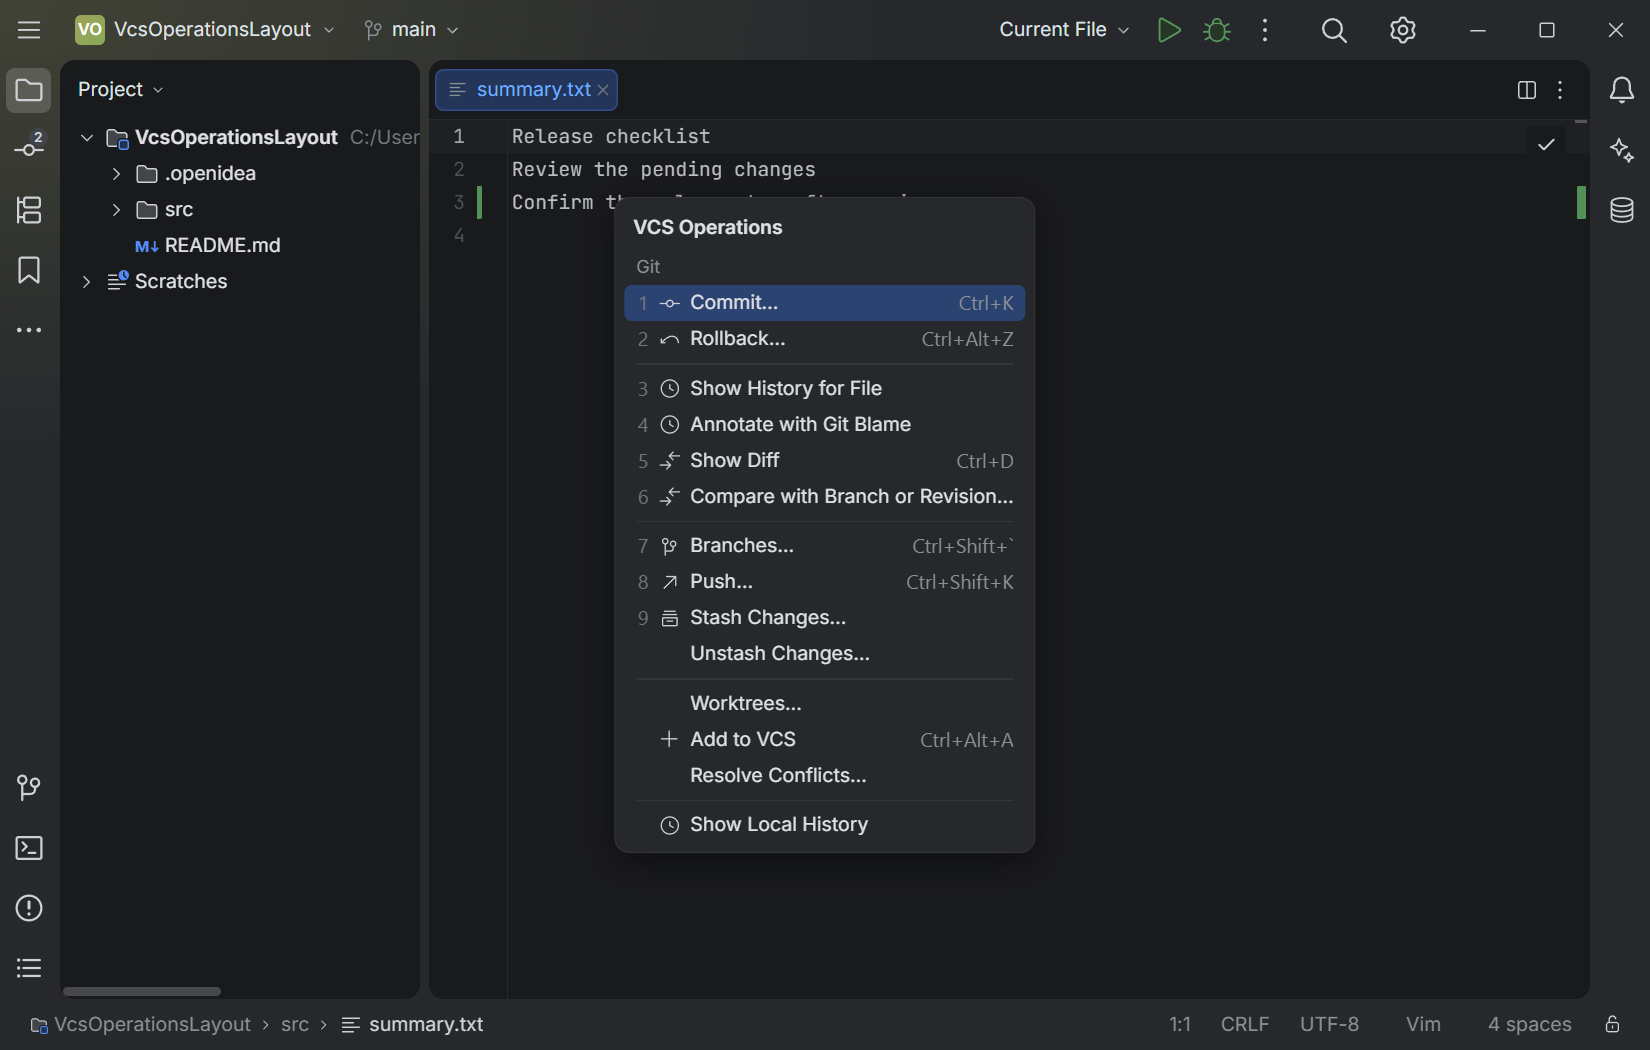 VO VcsOperationsLayout main Current File
Project
summary.txt
2
VcsOperationsLayout C:/User
.openidea
src
M↓ README.md
Scratches
1 Release checklist
2 Review the pending changes
3 Confirm
4
VCS Operations
Git
1 Commit... Ctrl+K
2 Rollback... Ctrl+Alt+Z
3 Show History for File
4 Annotate with Git Blame
5 Show Diff Ctrl+D
6 Compare with Branch or Revision...
7 Branches... Ctrl+Shift+`
8 Push... Ctrl+Shift+K
9 Stash Changes...
Unstash Changes...
Worktrees...
Add to VCS Ctrl+Alt+A
Resolve Conflicts...
Show Local History
VcsOperationsLayout > src > summary.txt 1:1 CRLF UTF-8 Vim 4 spaces